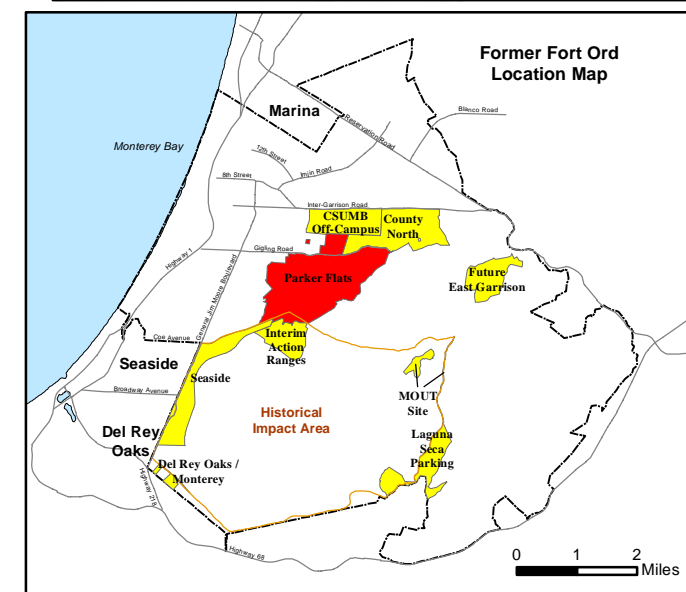 Former Fort Ord
Location Map
Marina
Blanco Road
Reservation Road
Monterey Bay
12th Street
Imjin Road
8th Street
Inter-Garrison Road
CSUMB
Off-Campus
County
North
Gigling Road
Highway 1
General Jim Moore Boulevard
Parker Flats
Future
East Garrison
Coe Avenue
Interim
Action
Ranges
Seaside
Seaside
Broadway Avenue
MOUT
Site
Historical
Impact Area
Del Rey
Oaks
Laguna
Seca
Parking
Del Rey Oaks /
Monterey
Highway 218
Highway 68
0 1 2
Miles